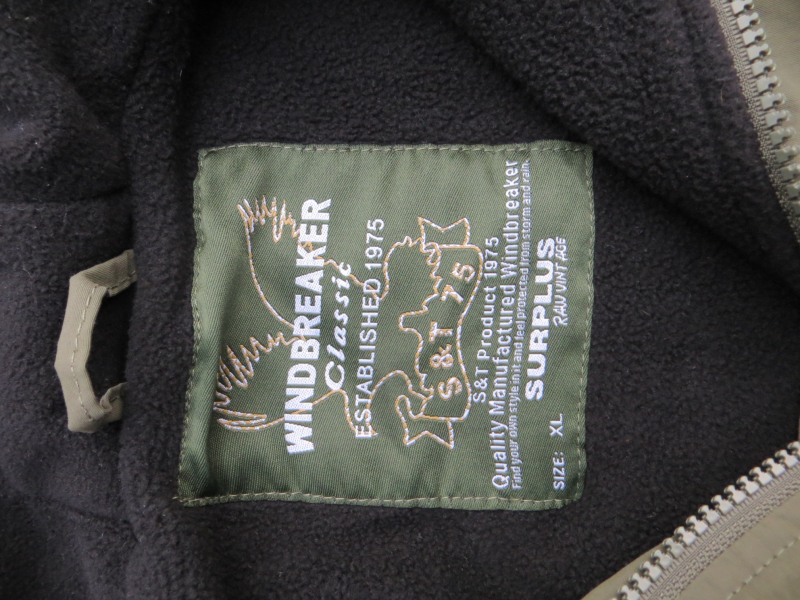 WINDBREAKER
Classic
ESTABLISHED 1975
S & T 75
S&T Product 1975
Quality Manufactured Windbreaker
Find your own style in it and feel protected from storm and rain.
SURPLUS
RAW VINTAGE
SIZE: XL